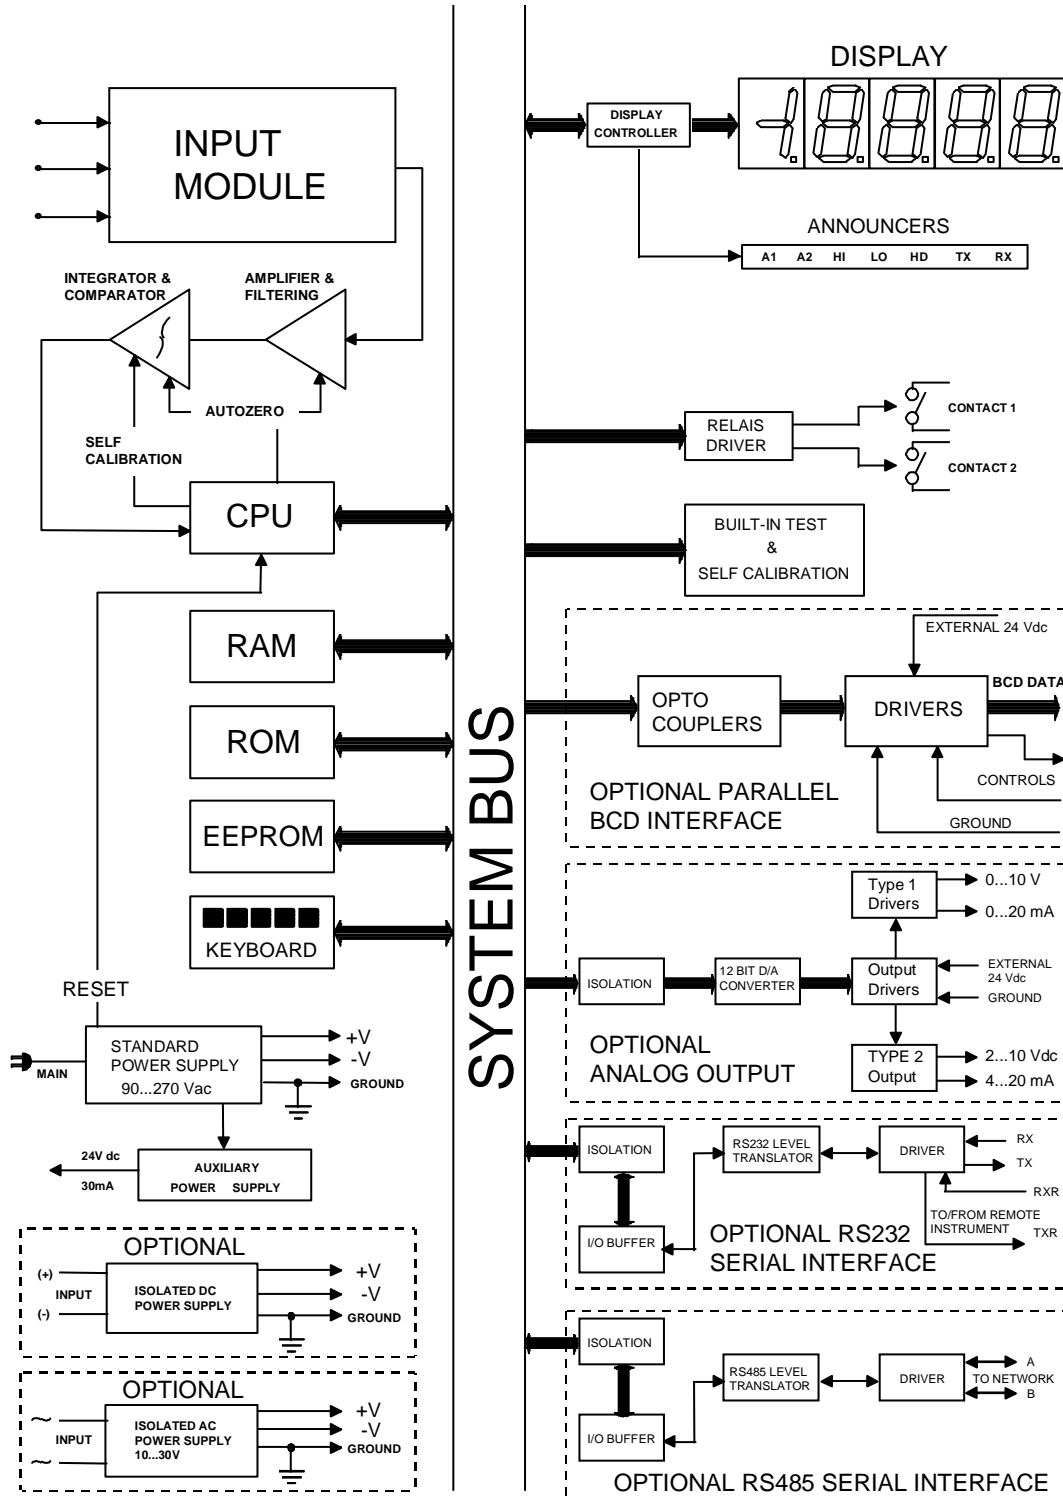 INPUT
MODULE
INTEGRATOR &
COMPARATOR
AMPLIFIER &
FILTERING
AUTOZERO
SELF
CALIBRATION
CPU
RAM
ROM
EEPROM
KEYBOARD
RESET
STANDARD
POWER SUPPLY
90...270 Vac
MAIN
+V
-V
GROUND
24V dc
30mA
AUXILIARY
POWER SUPPLY
OPTIONAL
(+)
INPUT
(-)
ISOLATED DC
POWER SUPPLY
+V
-V
GROUND
OPTIONAL
~
INPUT
~
ISOLATED AC
POWER SUPPLY
10...30V
+V
-V
GROUND
SYSTEM BUS
DISPLAY
DISPLAY
CONTROLLER
-1.8.8.8.8.
ANNOUNCERS
A1 A2 HI LO HD TX RX
RELAIS
DRIVER
CONTACT 1
CONTACT 2
BUILT-IN TEST
&
SELF CALIBRATION
EXTERNAL 24 Vdc
OPTO
COUPLERS
DRIVERS
BCD DATA
CONTROLS
GROUND
OPTIONAL PARALLEL
BCD INTERFACE
Type 1
Drivers
0...10 V
0...20 mA
ISOLATION
12 BIT D/A
CONVERTER
Output
Drivers
EXTERNAL
24 Vdc
GROUND
TYPE 2
Output
2...10 Vdc
4...20 mA
OPTIONAL
ANALOG OUTPUT
ISOLATION
RS232 LEVEL
TRANSLATOR
DRIVER
RX
TX
RXR
TO/FROM REMOTE
INSTRUMENT
TXR
I/O BUFFER
OPTIONAL RS232
SERIAL INTERFACE
ISOLATION
RS485 LEVEL
TRANSLATOR
DRIVER
A
TO NETWORK
B
I/O BUFFER
OPTIONAL RS485 SERIAL INTERFACE